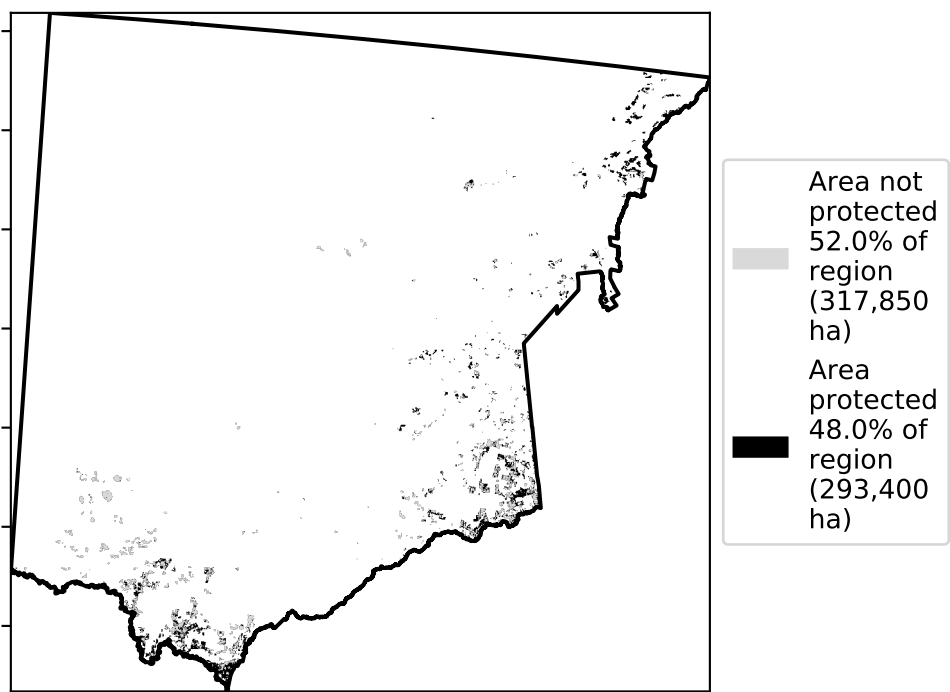 Area not
protected
52.0% of
region
(317,850
ha)
Area
protected
48.0% of
region
(293,400
ha)